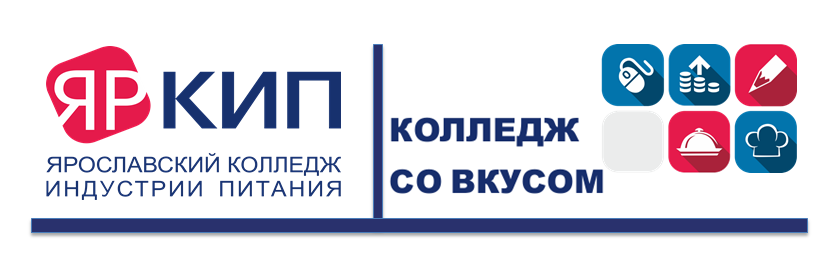 ЯРКИП
ЯРОСЛАВСКИЙ КОЛЛЕДЖ
ИНДУСТРИИ ПИТАНИЯ
КОЛЛЕДЖ
СО ВКУСОМ